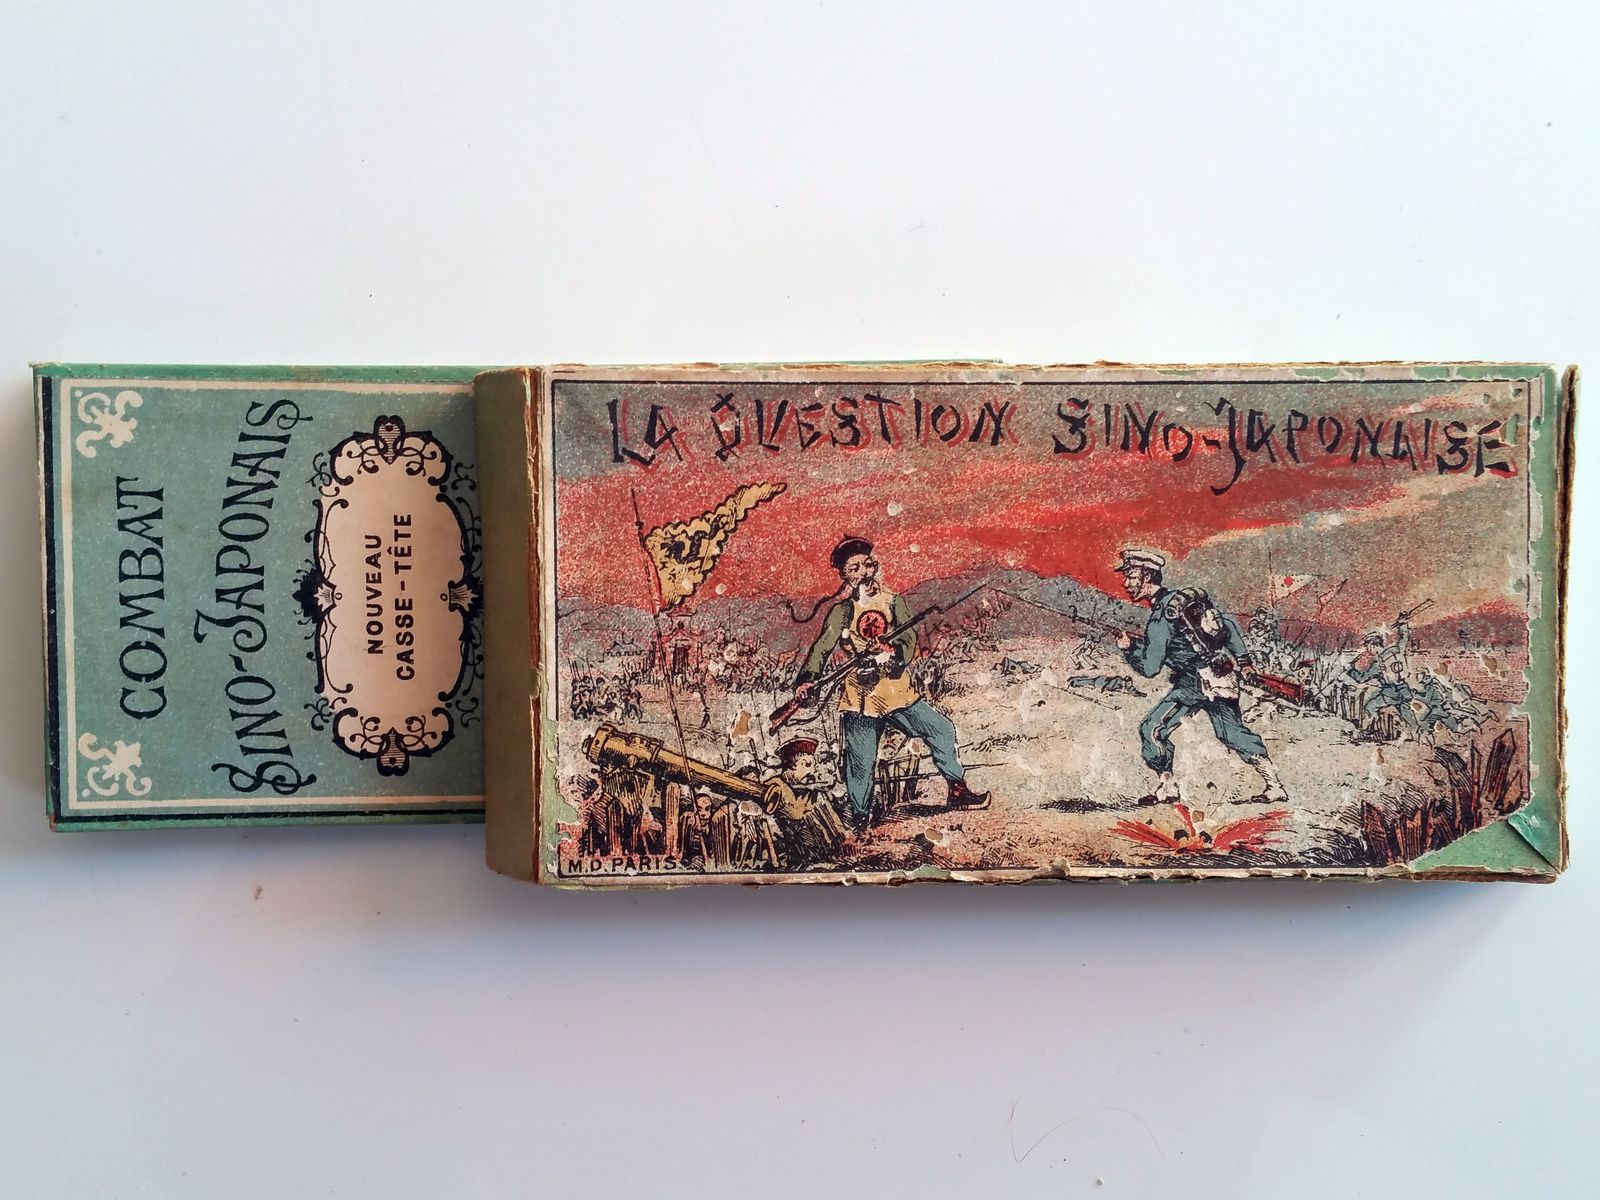 COMBAT
SINO-JAPONAIS
NOUVEAU
CASSE-TÊTE
LA QUESTION SINO-JAPONAISE
M.D. PARIS